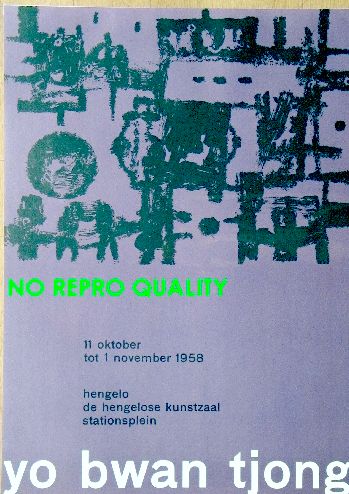 NO REPRO QUALITY
11 oktober
tot 1 november 1958
hengelo
de hengelose kunstzaal
stationsplein
yo bwan tjong